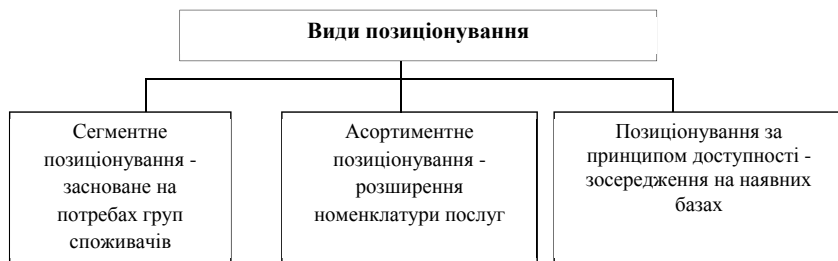 Види позиціонування
Сегментне
позиціонування -
засноване на
потребах груп
споживачів
Асортиментне
позиціонування -
розширення
номенклатури послуг
Позиціонування за
принципом доступності -
зосередження на наявних
базах